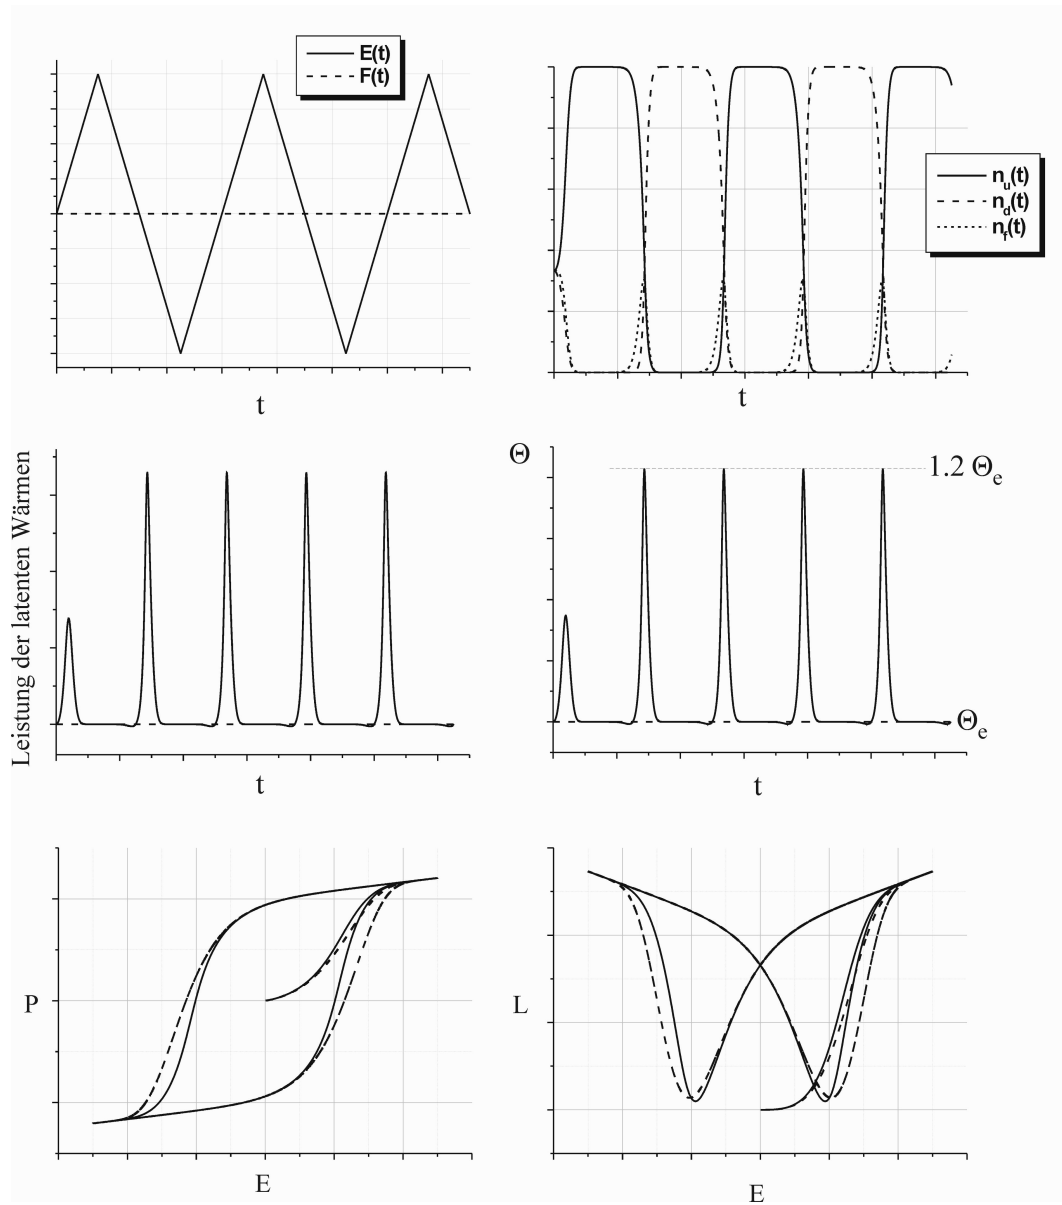 E(t)
F(t)
t
n_u(t)
n_d(t)
n_f(t)
t
Leistung der latenten Wärmen
t
Θ
1.2 Θ_e
Θ_e
t
P
E
L
E